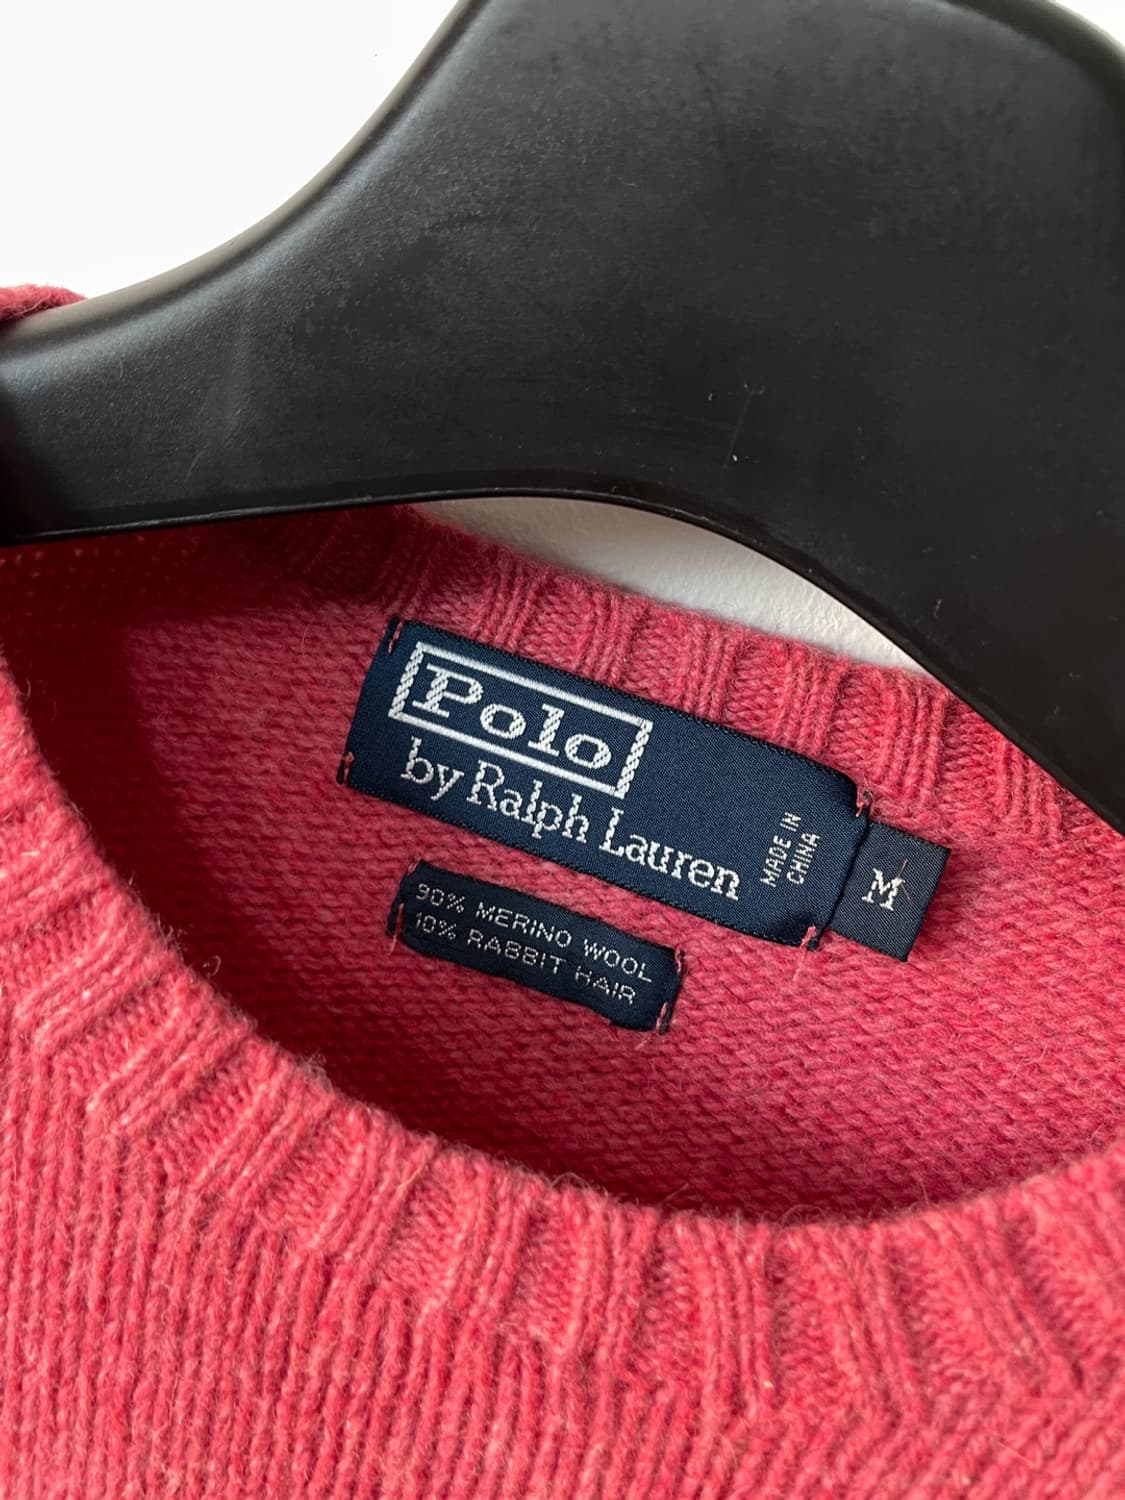 Polo
by Ralph Lauren
MADE IN
CHINA
M
90% MERINO WOOL
10% RABBIT HAIR